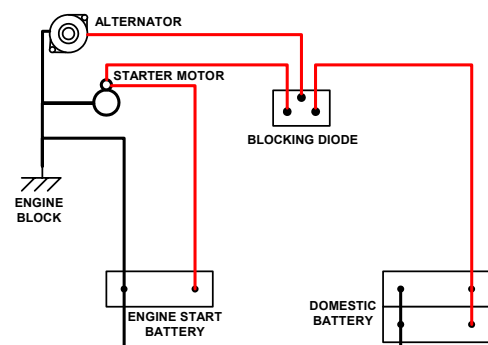 ALTERNATOR
STARTER MOTOR
BLOCKING DIODE
ENGINE
BLOCK
ENGINE START
BATTERY
DOMESTIC
BATTERY